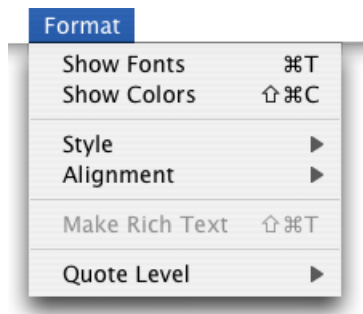 Format
Show Fonts ⌘T
Show Colors ⇧⌘C
Style
Alignment
Make Rich Text ⇧⌘T
Quote Level